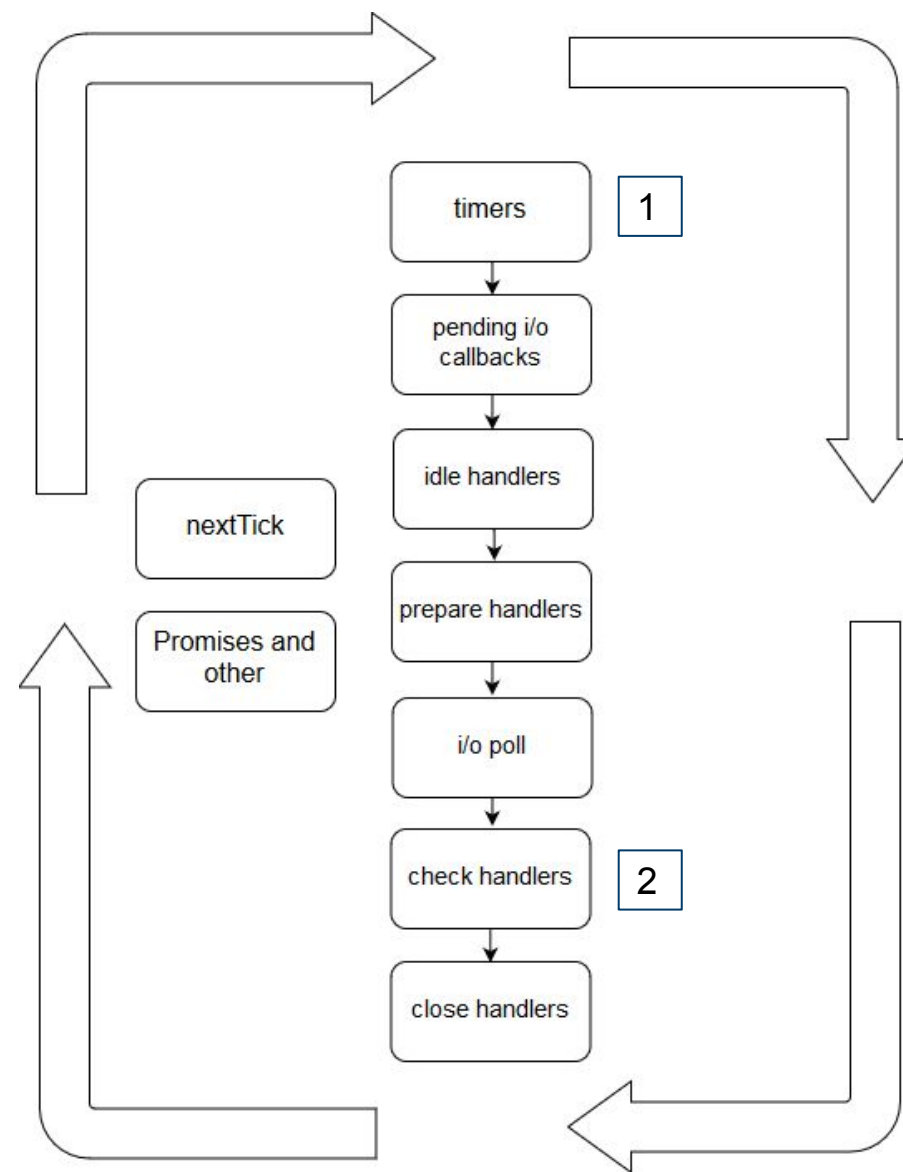 timers
1
pending i/o
callbacks
idle handlers
nextTick
prepare handlers
Promises and
other
i/o poll
check handlers
2
close handlers